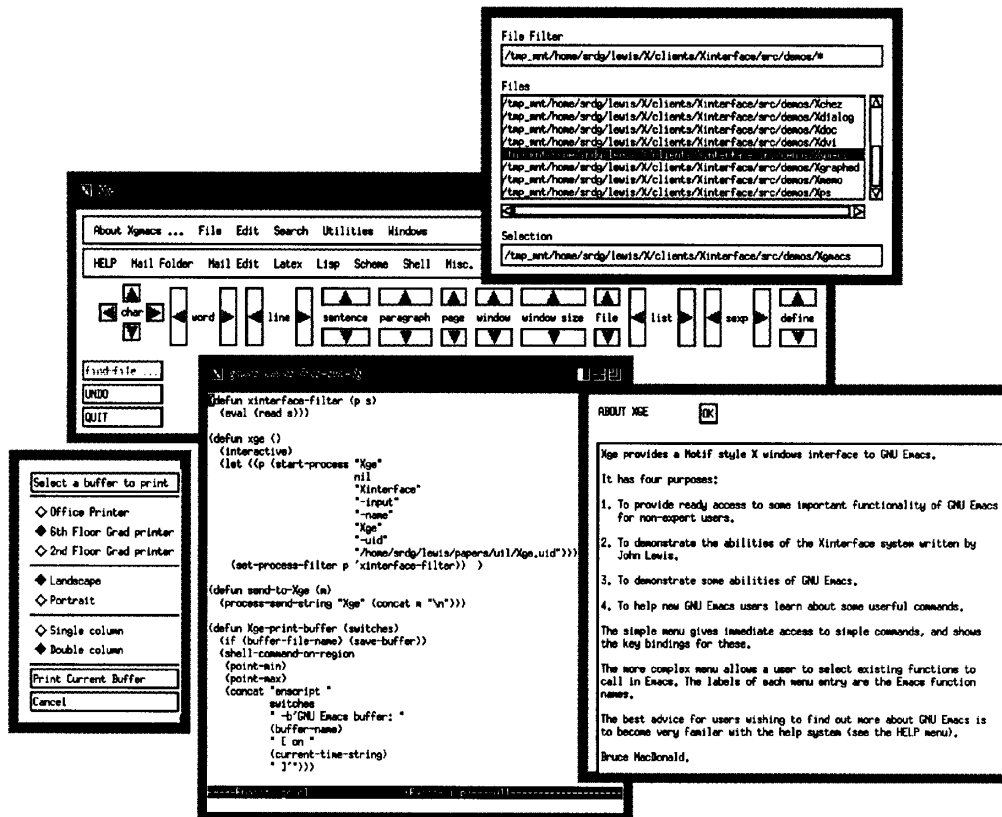 File Filter
/tmp_mnt/home/srdg/lewis/X/clients/Xinterface/src/demos/*
Files
/tmp_mnt/home/srdg/lewis/X/clients/Xinterface/src/demos/Xchez
/tmp_mnt/home/srdg/lewis/X/clients/Xinterface/src/demos/Xdialog
/tmp_mnt/home/srdg/lewis/X/clients/Xinterface/src/demos/Xdoc
/tmp_mnt/home/srdg/lewis/X/clients/Xinterface/src/demos/Xdvi
/tmp_mnt/home/srdg/lewis/X/clients/Xinterface/src/demos/Xgraphed
/tmp_mnt/home/srdg/lewis/X/clients/Xinterface/src/demos/Xmemo
/tmp_mnt/home/srdg/lewis/X/clients/Xinterface/src/demos/Xps
Selection
/tmp_mnt/home/srdg/lewis/X/clients/Xinterface/src/demos/Xgmacs
About Xgmacs ... File Edit Search Utilities Windows
HELP Mail Folder Mail Edit Latex Lisp Scheme Shell Misc.
char word line sentence paragraph page window window size File list sexp define
find-file ...
UNDO
QUIT
(defun xinterface-filter (p s)
(eval (read s)))
(defun xge ()
(interactive)
(let ((p (start-process "Xge"
nil
"Xinterface"
"-input"
"-name"
"Xge"
"-uid"
"/home/srdg/lewis/papers/uil/Xge.uid")))
(set-process-filter p 'xinterface-filter)) )
(defun send-to-Xge (m)
(process-send-string "Xge" (concat m "\n")))
(defun Xge-print-buffer (switches)
(if (buffer-file-name) (save-buffer))
(shell-command-on-region
(point-min)
(point-max)
(concat "enscript "
switches
" -b'GNU Emacs buffer: "
(buffer-name)
" [ on "
(current-time-string)
" ]'")))
Select a buffer to print
Office Printer
6th Floor Grad printer
2nd Floor Grad printer
Landscape
Portrait
Single column
Double column
Print Current Buffer
Cancel
ABOUT XGE OK
Xge provides a Motif style X windows interface to GNU Emacs.
It has four purposes:
1. To provide ready access to some important functionality of GNU Emacs
for non-expert users.
2. To demonstrate the abilities of the Xinterface system written by
John Lewis.
3. To demonstrate some abilities of GNU Emacs.
4. To help new GNU Emacs users learn about some userful commands.
The simple menu gives immediate access to simple commands, and shows
the key bindings for these.
The more complex menu allows a user to select existing functions to
call in Emacs. The labels of each menu entry are the Emacs function
names.
The best advice for users wishing to find out more about GNU Emacs is
to become very familar with the help system (see the HELP menu).
Bruce MacDonald.